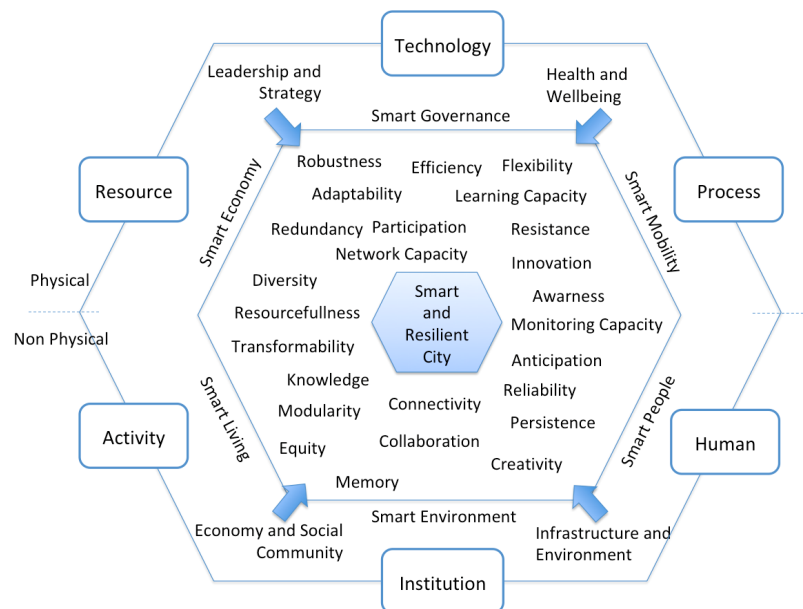 Technology
Leadership and
Strategy
Health and
Wellbeing
Smart Governance
Robustness
Efficiency
Flexibility
Resource
Adaptability
Learning Capacity
Process
Smart Economy
Smart Mobility
Redundancy
Participation
Resistance
Network Capacity
Innovation
Physical
Diversity
Smart
and
Resilient
City
Awarness
Resourcefullness
Monitoring Capacity
Non Physical
Transformability
Anticipation
Knowledge
Reliability
Smart Living
Smart People
Modularity
Connectivity
Persistence
Activity
Equity
Collaboration
Human
Creativity
Memory
Smart Environment
Economy and Social
Community
Infrastructure and
Environment
Institution